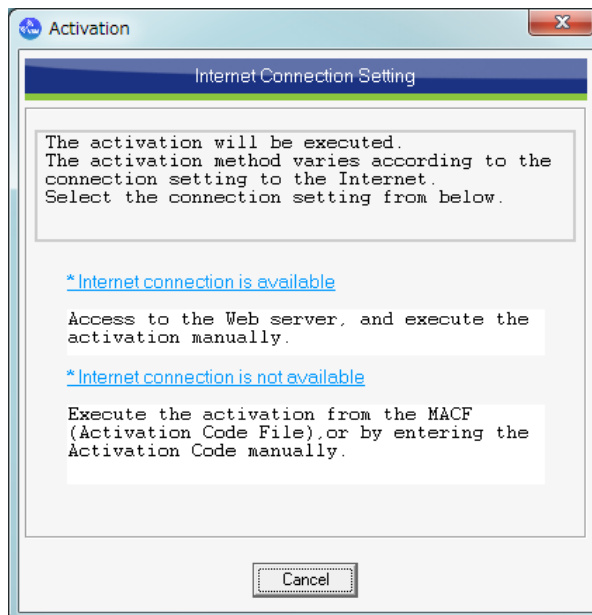 Activation
Internet Connection Setting
The activation will be executed.
The activation method varies according to the
connection setting to the Internet.
Select the connection setting from below.
* Internet connection is available
Access to the Web server, and execute the
activation manually.
* Internet connection is not available
Execute the activation from the MACF
(Activation Code File),or by entering the
Activation Code manually.
Cancel